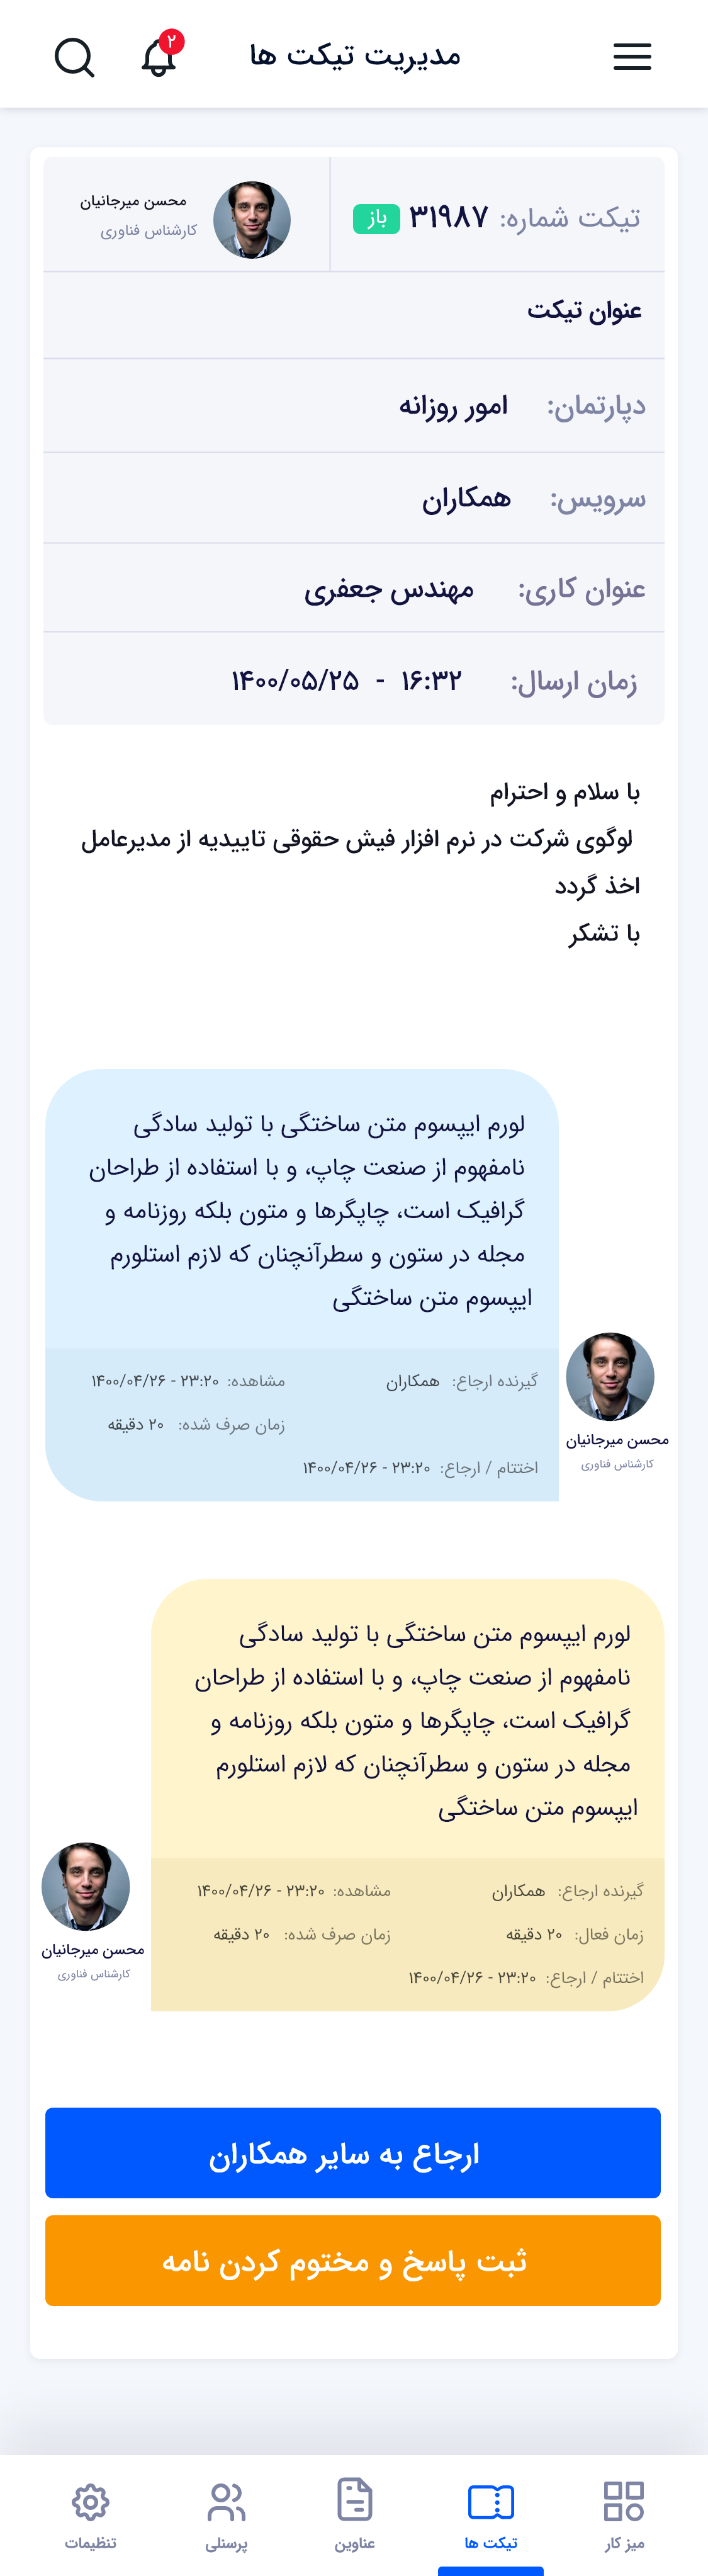 مدیریت تیکت ها
۲
تیکت شماره: ۳۱۹۸۷ باز
محسن میرجانیان
کارشناس فناوری
عنوان تیکت
دپارتمان: امور روزانه
سرویس: همکاران
عنوان کاری: مهندس جعفری
زمان ارسال: ۱۶:۳۲ - ۱۴۰۰/۰۵/۲۵
با سلام و احترام
لوگوی شرکت در نرم افزار فیش حقوقی تاییدیه از مدیرعامل
اخذ گردد
با تشکر
لورم ایپسوم متن ساختگی با تولید سادگی
نامفهوم از صنعت چاپ، و با استفاده از طراحان
گرافیک است، چاپگرها و متون بلکه روزنامه و
مجله در ستون و سطرآنچنان که لازم استلورم
ایپسوم متن ساختگی
گیرنده ارجاع: همکاران مشاهده: ۲۳:۲۰ - ۱۴۰۰/۰۴/۲۶
زمان صرف شده: ۲۰ دقیقه
اختتام / ارجاع: ۲۳:۲۰ - ۱۴۰۰/۰۴/۲۶
محسن میرجانیان
کارشناس فناوری
لورم ایپسوم متن ساختگی با تولید سادگی
نامفهوم از صنعت چاپ، و با استفاده از طراحان
گرافیک است، چاپگرها و متون بلکه روزنامه و
مجله در ستون و سطرآنچنان که لازم استلورم
ایپسوم متن ساختگی
گیرنده ارجاع: همکاران مشاهده: ۲۳:۲۰ - ۱۴۰۰/۰۴/۲۶
زمان فعال: ۲۰ دقیقه زمان صرف شده: ۲۰ دقیقه
اختتام / ارجاع: ۲۳:۲۰ - ۱۴۰۰/۰۴/۲۶
محسن میرجانیان
کارشناس فناوری
ارجاع به سایر همکاران
ثبت پاسخ و مختوم کردن نامه
میز کار
تیکت ها
عناوین
پرسنلی
تنظیمات